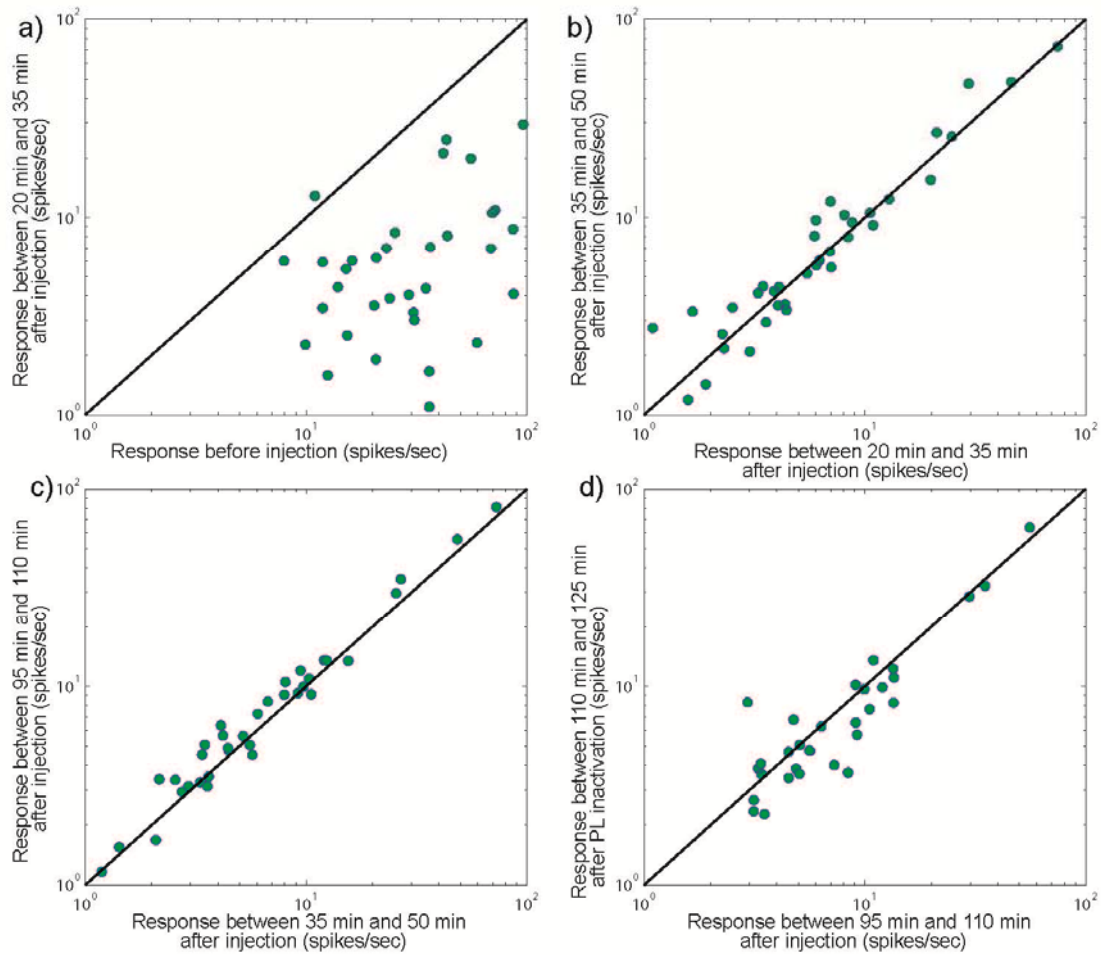 a)
Response between 20 min and 35 min
after injection (spikes/sec)
10²
10¹
10⁰
10⁰ 10¹ 10²
Response before injection (spikes/sec)
b)
Response between 35 min and 50 min
after injection (spikes/sec)
10²
10¹
10⁰
10⁰ 10¹ 10²
Response between 20 min and 35 min
after injection (spikes/sec)
c)
Response between 95 min and 110 min
after injection (spikes/sec)
10²
10¹
10⁰
10⁰ 10¹ 10²
Response between 35 min and 50 min
after injection (spikes/sec)
d)
Response between 110 min and 125 min
after PL inactivation (spikes/sec)
10²
10¹
10⁰
10⁰ 10¹ 10²
Response between 95 min and 110 min
after injection (spikes/sec)